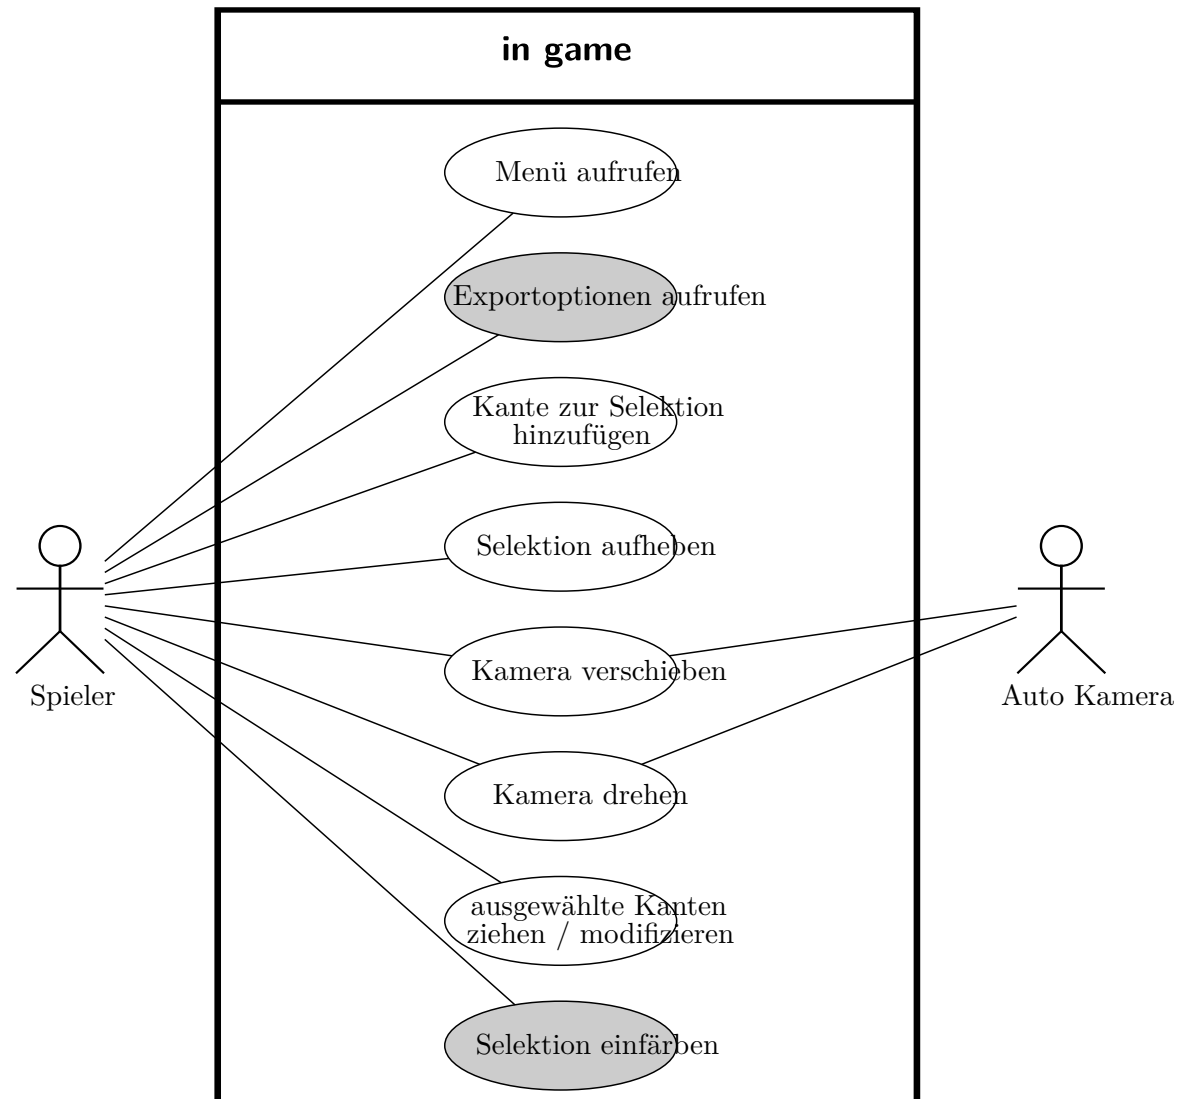 in game
Menü aufrufen
Exportoptionen aufrufen
Kante zur Selektion
hinzufügen
Selektion aufheben
Kamera verschieben
Spieler
Auto Kamera
Kamera drehen
ausgewählte Kanten
ziehen / modifizieren
Selektion einfärben